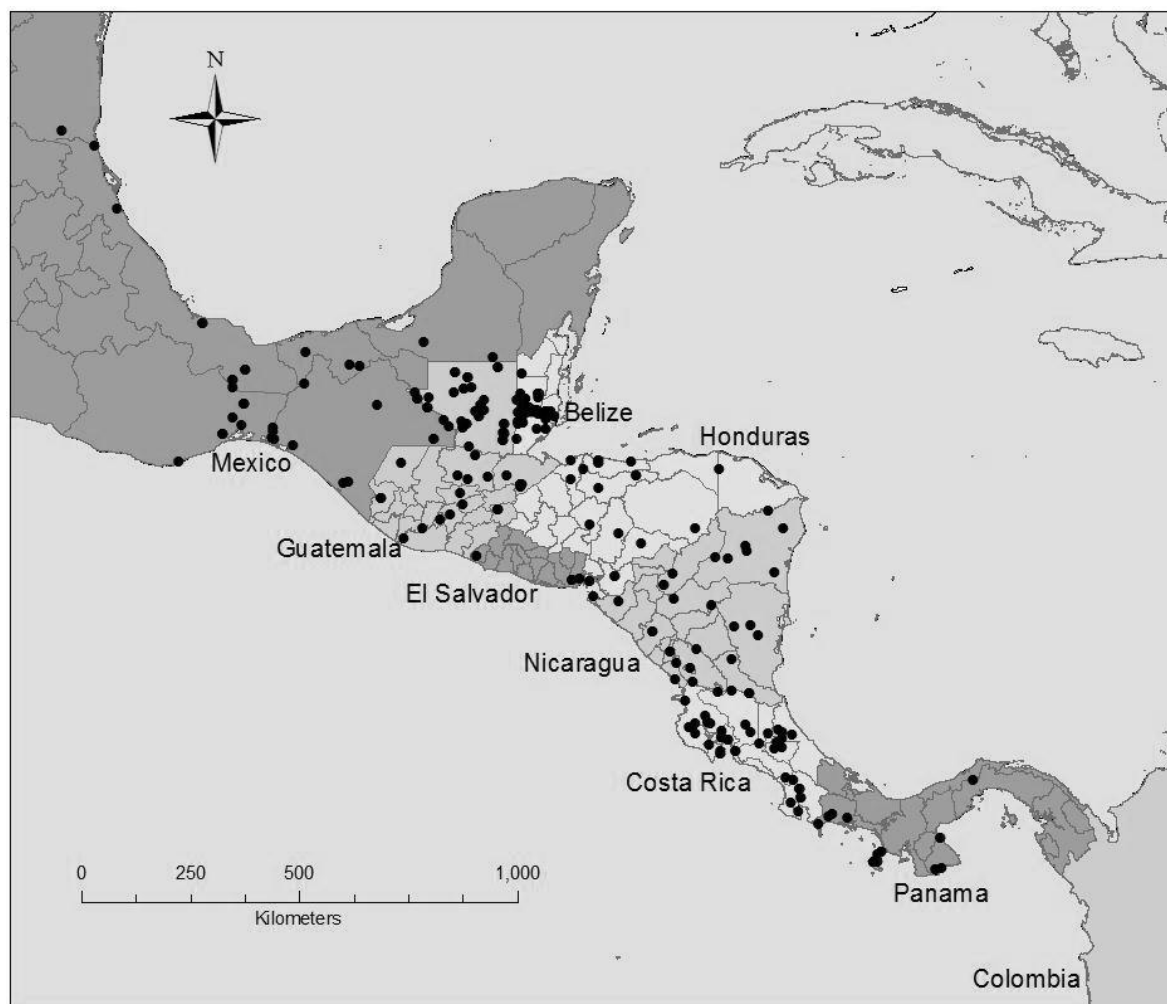 N
Belize
Honduras
Mexico
Guatemala
El Salvador
Nicaragua
Costa Rica
0 250 500 1,000
Kilometers
Panama
Colombia